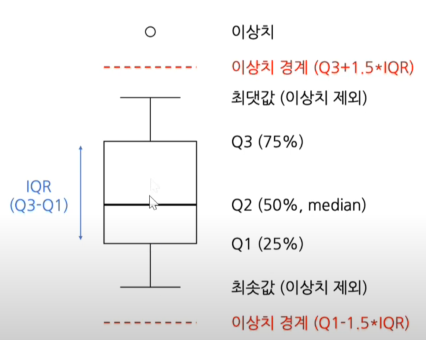 이상치
이상치 경계 (Q3+1.5*IQR)
최댓값 (이상치 제외)
Q3 (75%)
IQR
(Q3-Q1)
Q2 (50%, median)
Q1 (25%)
최솟값 (이상치 제외)
이상치 경계 (Q1-1.5*IQR)